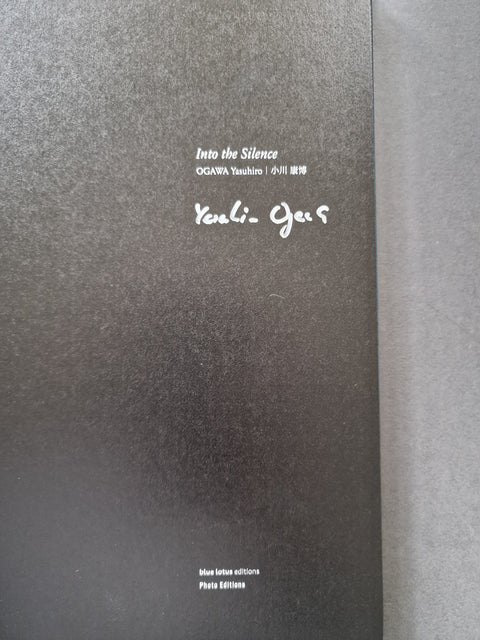 Into the Silence
OGAWA Yasuhiro | 小川 康博
blue lotus editions
Photo Editions